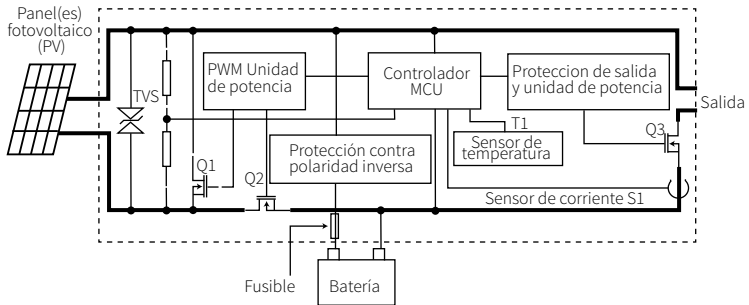 Panel(es)
fotovoltaico
(PV)
TVS
PWM Unidad
de potencia
Controlador
MCU
Proteccion de salida
y unidad de potencia
Salida
T1
Sensor de
temperatura
Q3
Q1
Q2
Protección contra
polaridad inversa
Sensor de corriente S1
Fusible
Batería